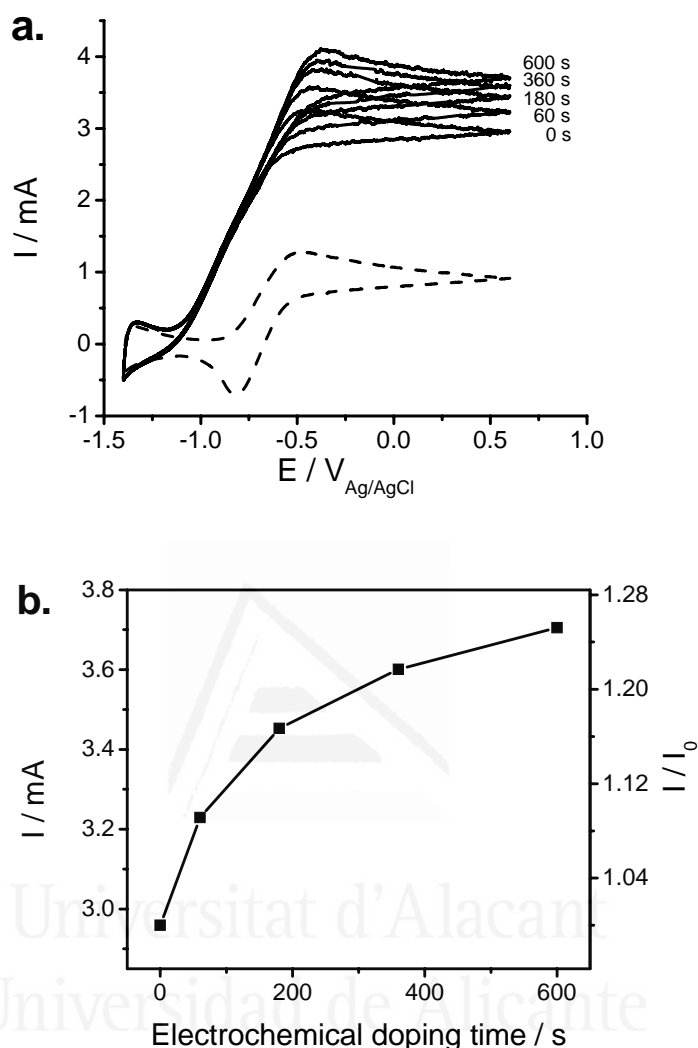 a.
4
3
2
1
0
-1
I / mA
600 s
360 s
180 s
60 s
0 s
-1.5 -1.0 -0.5 0.0 0.5 1.0
E / V Ag/AgCl
b.
3.8
3.6
3.4
3.2
3.0
I / mA
1.28
1.20
1.12
1.04
I / I0
0 200 400 600
Electrochemical doping time / s
Universitat d'Alacant
Universidad de Alicante